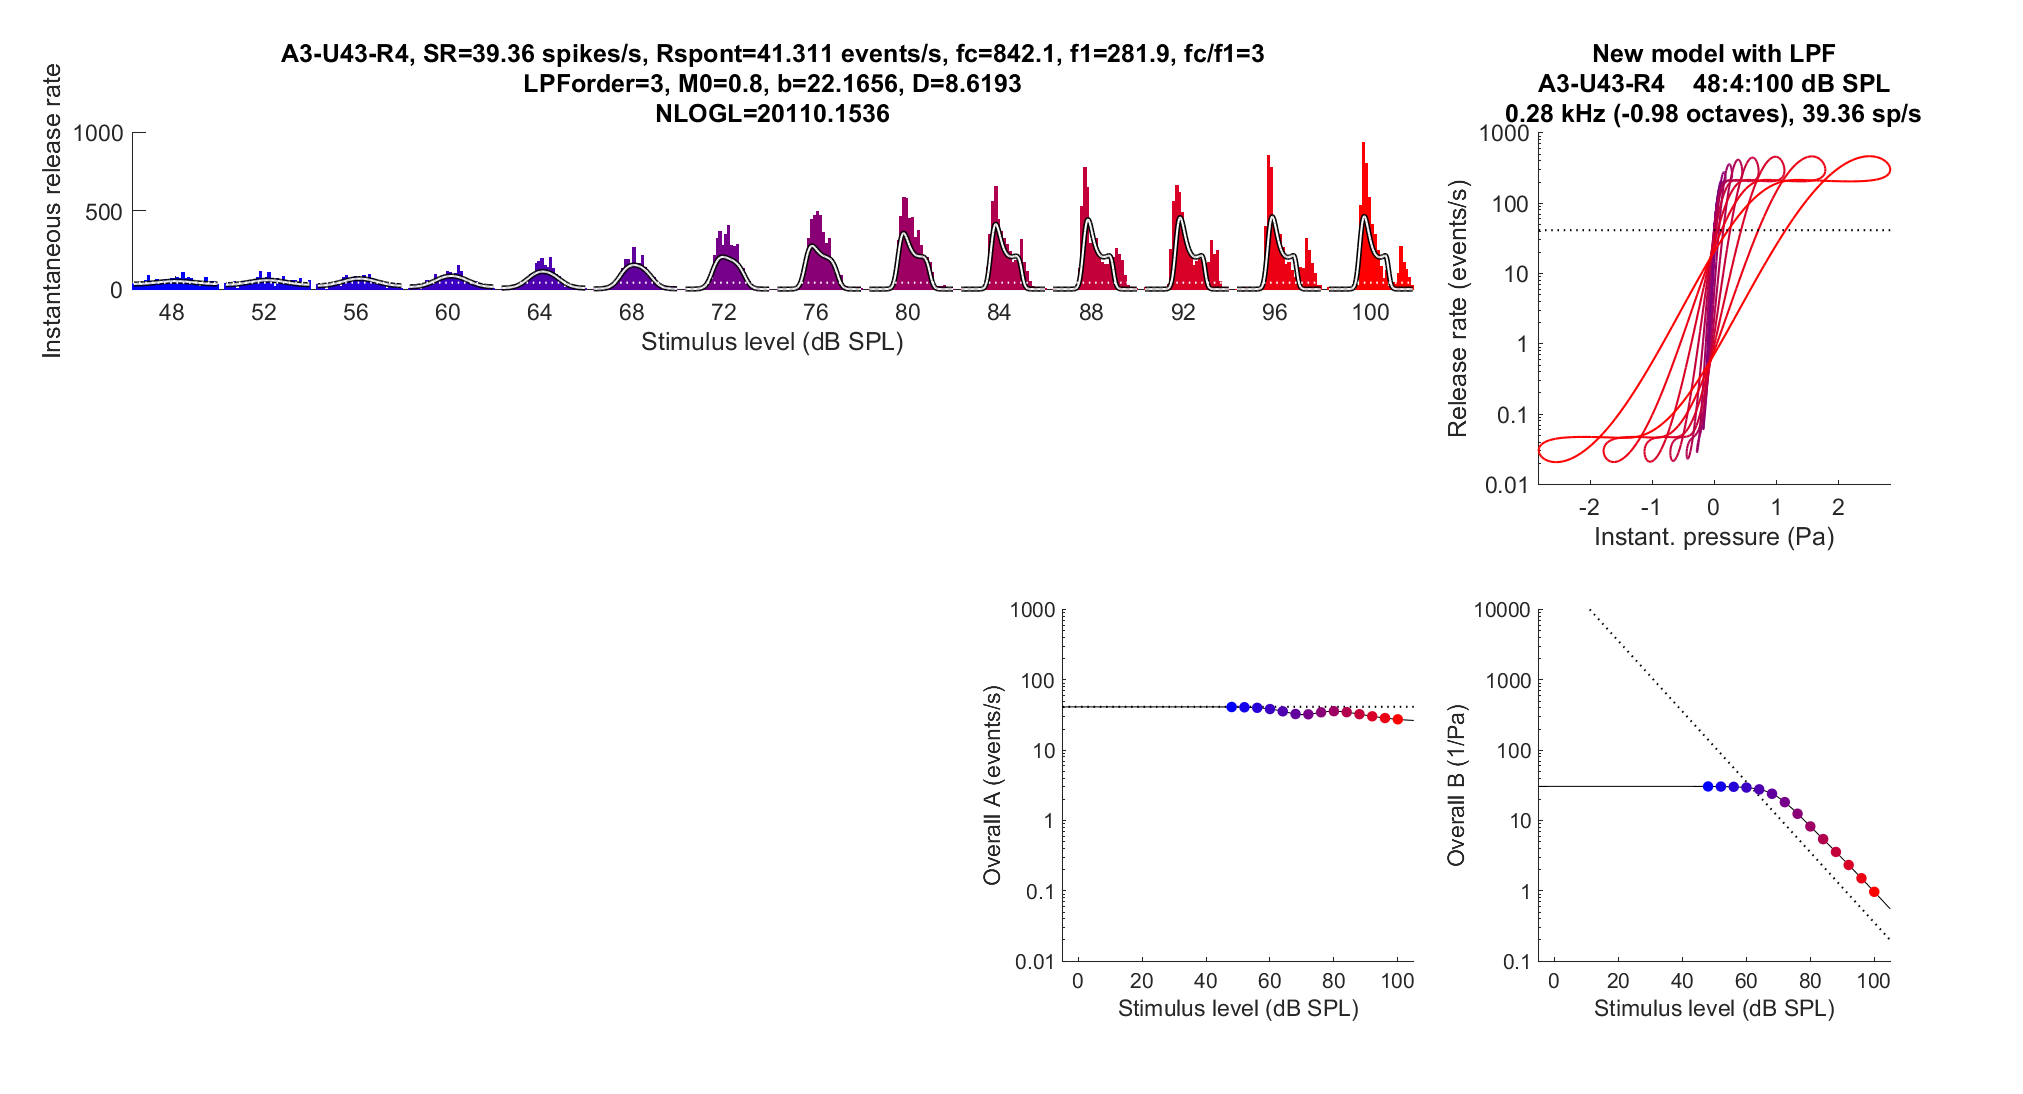 A3-U43-R4, SR=39.36 spikes/s, Rspont=41.311 events/s, fc=842.1, f1=281.9, fc/f1=3
LPForder=3, M0=0.8, b=22.1656, D=8.6193
NLOGL=20110.1536
Instantaneous release rate
1000
500
0
48 52 56 60 64 68 72 76 80 84 88 92 96 100
Stimulus level (dB SPL)
New model with LPF
A3-U43-R4    48:4:100 dB SPL
0.28 kHz (-0.98 octaves), 39.36 sp/s
Release rate (events/s)
1000
100
10
1
0.1
0.01
-2 -1 0 1 2
Instant. pressure (Pa)
Overall A (events/s)
1000
100
10
1
0.1
0.01
0 20 40 60 80 100
Stimulus level (dB SPL)
Overall B (1/Pa)
10000
1000
100
10
1
0.1
0 20 40 60 80 100
Stimulus level (dB SPL)